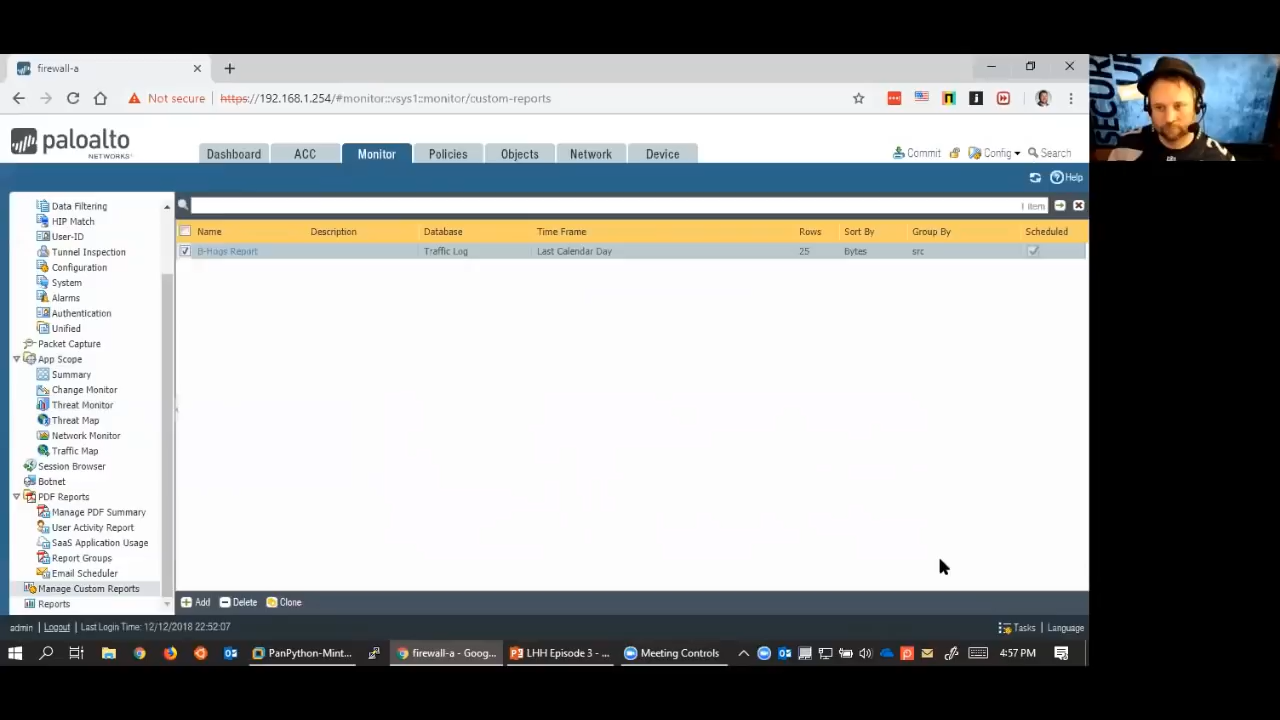 firewall-a
Not secure | https://192.168.1.254/#monitor::vsys1::monitor/custom-reports
SECURI
paloalto
NETWORKS
Dashboard ACC Monitor Policies Objects Network Device
Commit Config Search
Help
1 item
Name Description Database Time Frame Rows Sort By Bytes Group By Scheduled
B-Hogs Report Traffic Log Last Calendar Day 25 Bytes src
Data Filtering
HIP Match
User-ID
Tunnel Inspection
Configuration
System
Alarms
Authentication
Unified
Packet Capture
App Scope
Summary
Change Monitor
Threat Monitor
Threat Map
Network Monitor
Traffic Map
Session Browser
Botnet
PDF Reports
Manage PDF Summary
User Activity Report
SaaS Application Usage
Report Groups
Email Scheduler
Manage Custom Reports
Reports
Add Delete Clone
admin | Logout | Last Login Time: 12/12/2018 22:52:07
Tasks | Language
PanPython-Mint... firewall-a - Goog... LHH Episode 3 - ... Meeting Controls 4:57 PM